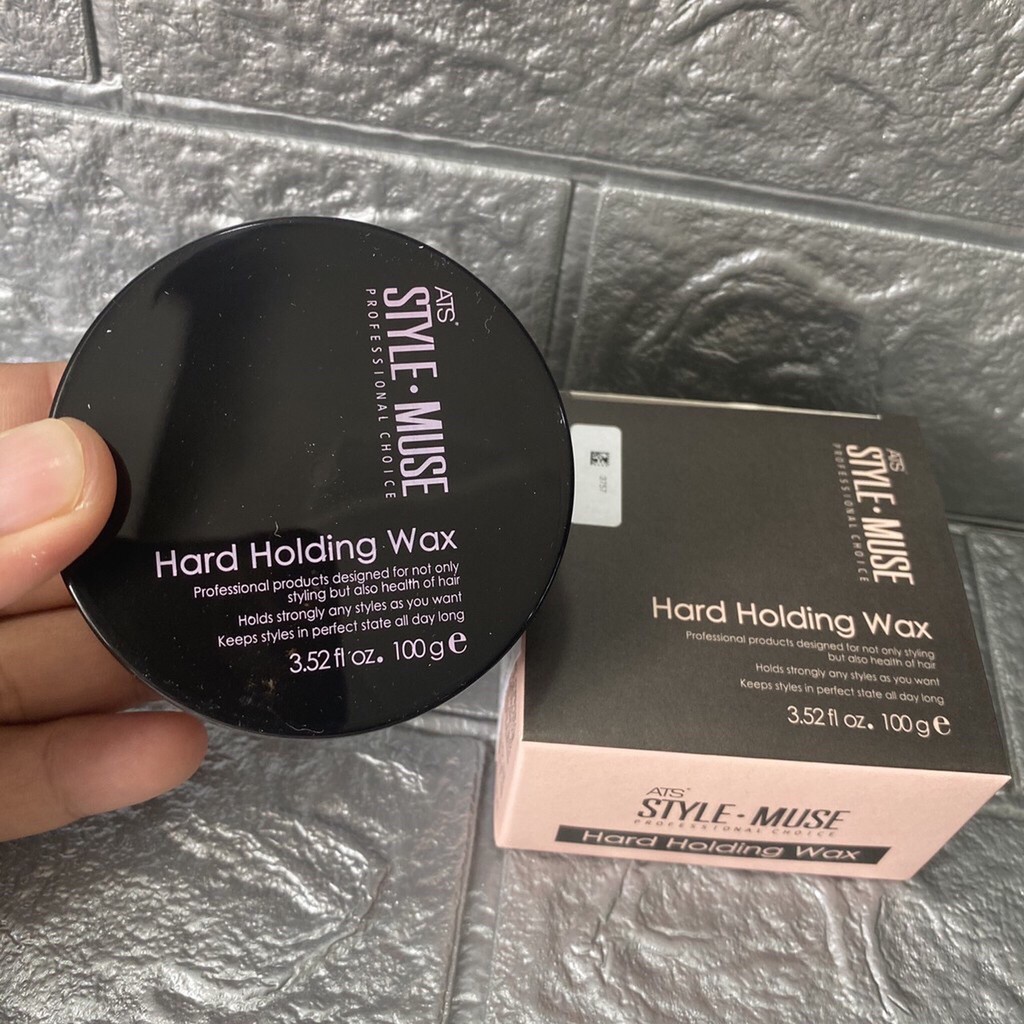 ATS®
STYLE•MUSE
PROFESSIONAL CHOICE
Hard Holding Wax
Professional products designed for not only
styling but also health of hair
Holds strongly any styles as you want
Keeps styles in perfect state all day long
3.52 fl oz. 100 g e
ATS
STYLE•MUSE
PROFESSIONAL CHOICE
Hard Holding Wax
Professional products designed for not only styling
but also health of hair
Holds strongly any styles as you want
Keeps styles in perfect state all day long
3.52 fl oz. 100 g e
ATS®
STYLE•MUSE
PROFESSIONAL CHOICE
Hard Holding Wax